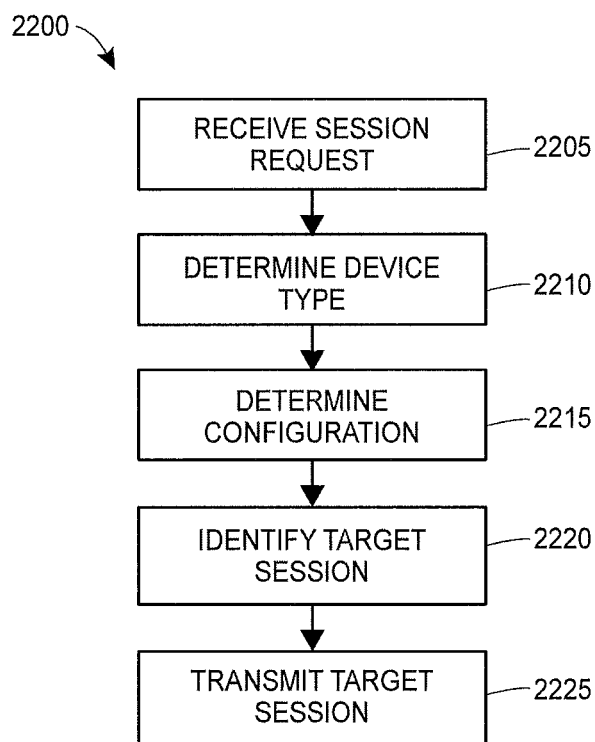 2200
RECEIVE SESSION
REQUEST
2205
DETERMINE DEVICE
TYPE
2210
DETERMINE
CONFIGURATION
2215
IDENTIFY TARGET
SESSION
2220
TRANSMIT TARGET
SESSION
2225